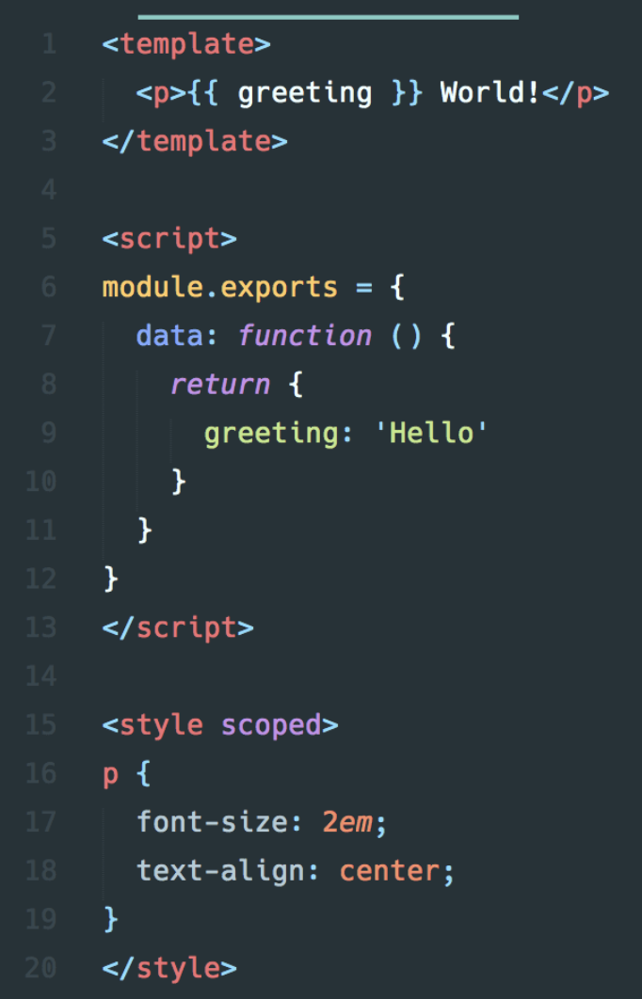 1 <template>
2   <p>{{ greeting }} World!</p>
3 </template>
4
5 <script>
6 module.exports = {
7   data: function () {
8     return {
9       greeting: 'Hello'
10     }
11   }
12 }
13 </script>
14
15 <style scoped>
16 p {
17   font-size: 2em;
18   text-align: center;
19 }
20 </style>